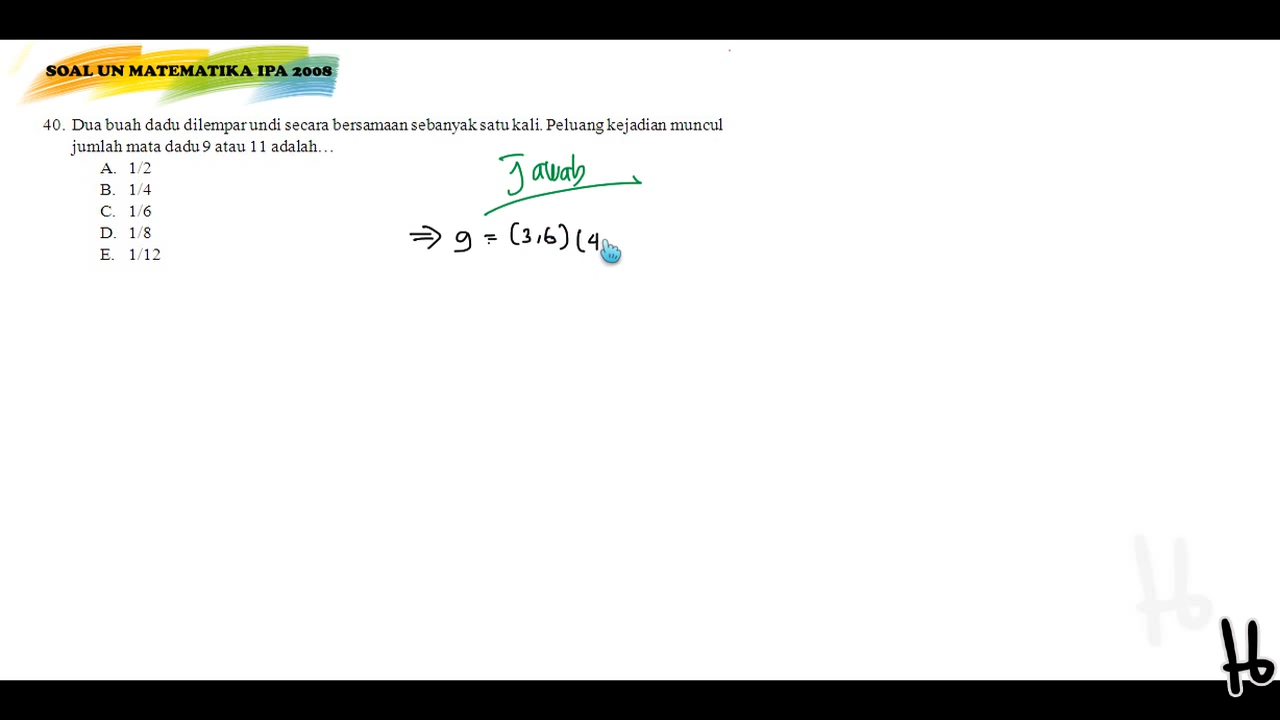 SOAL UN MATEMATIKA IPA 2008
40. Dua buah dadu dilempar undi secara bersamaan sebanyak satu kali. Peluang kejadian muncul
jumlah mata dadu 9 atau 11 adalah…
A. 1/2
B. 1/4
C. 1/6
D. 1/8
E. 1/12
Jawab
⇒ 9 = (3,6) (4